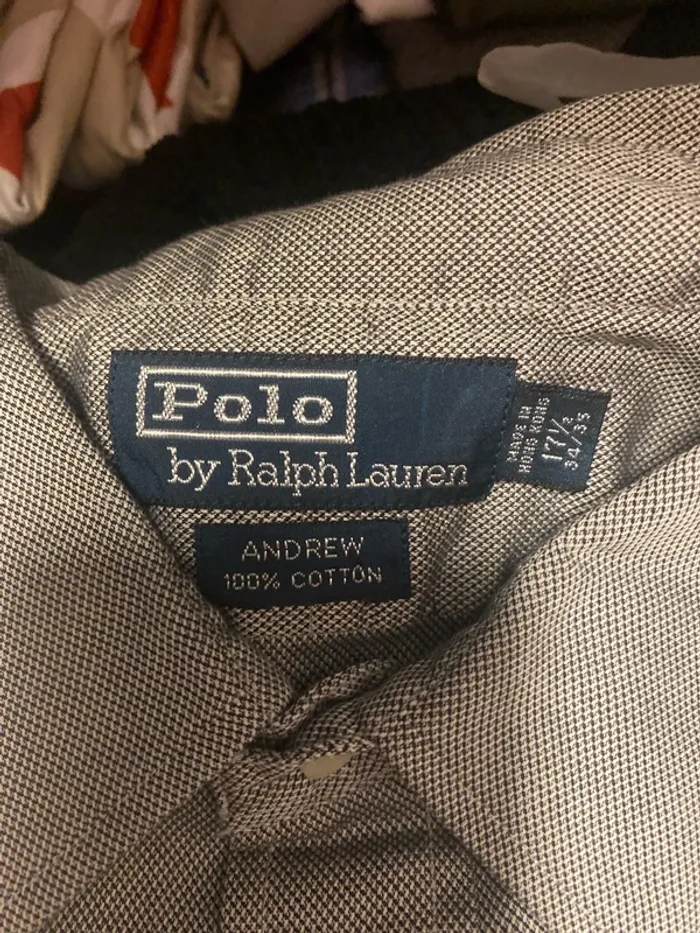 Polo
by Ralph Lauren
MADE IN
HONG KONG
17½
34/35
ANDREW
100% COTTON